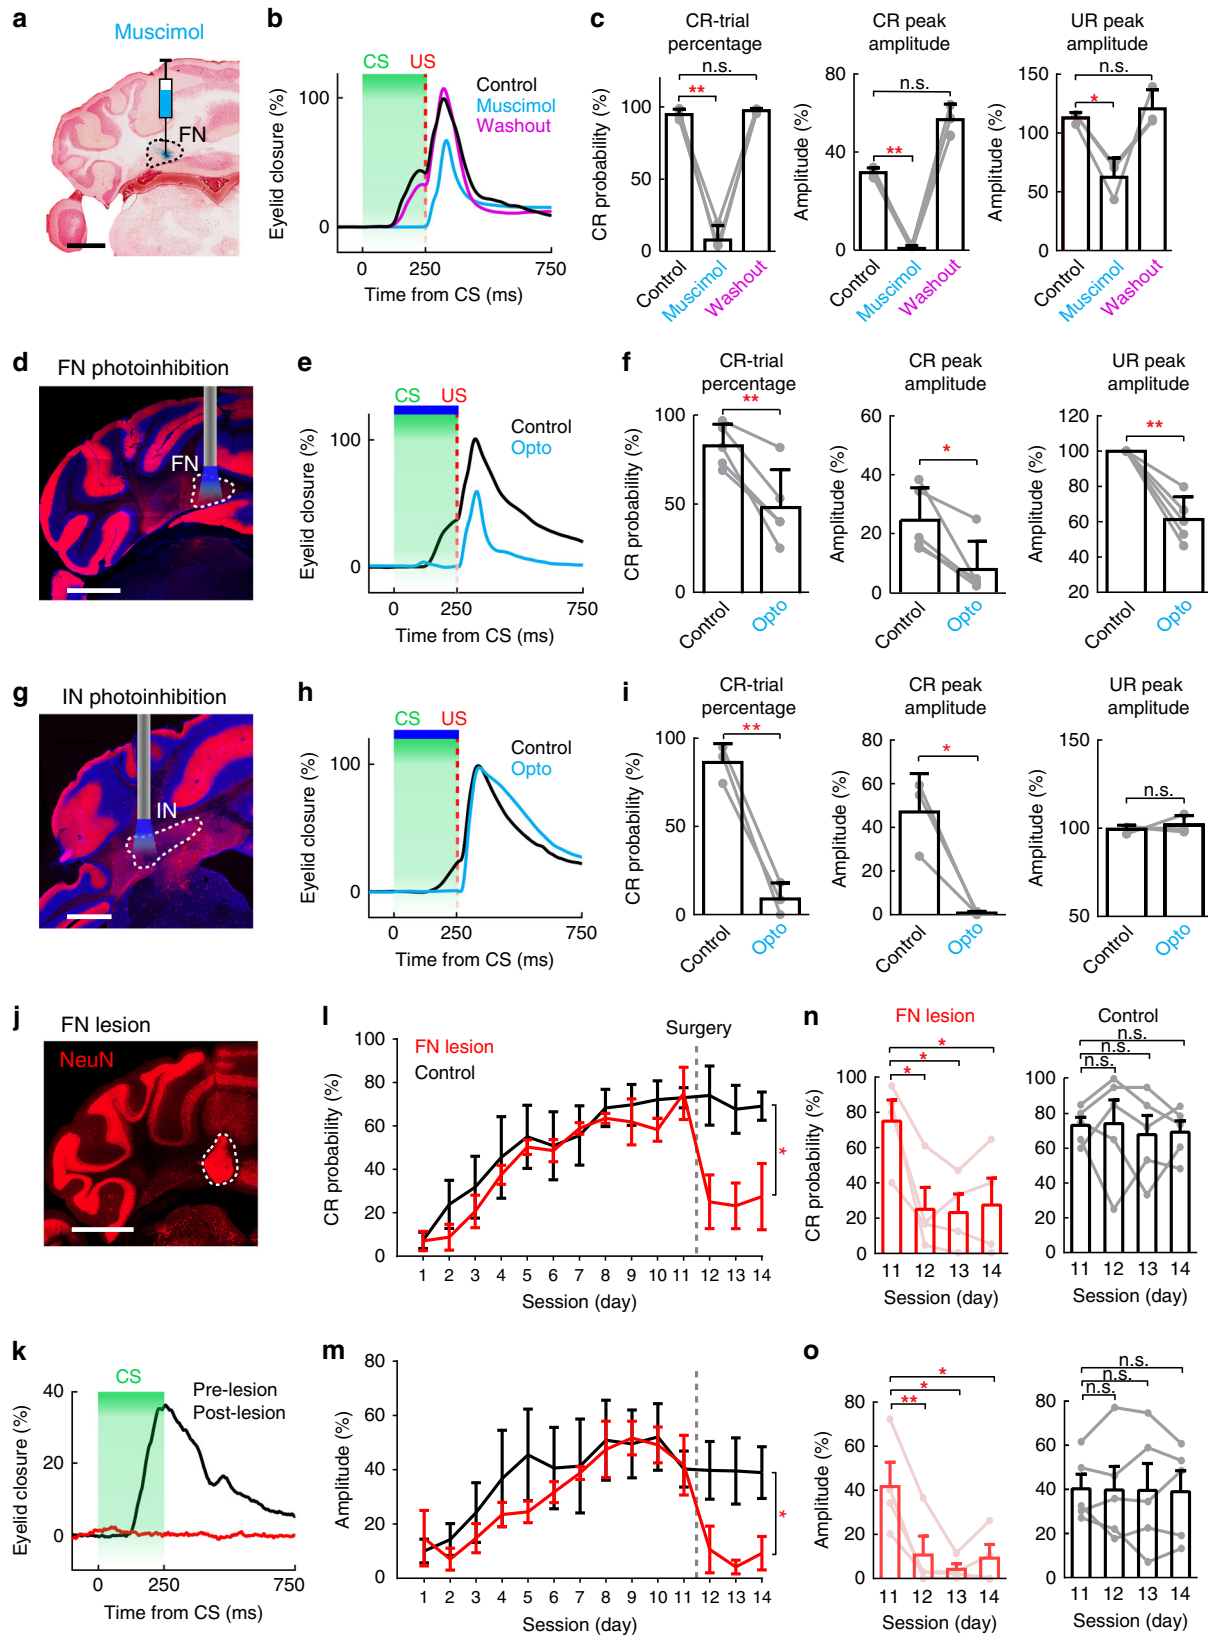 a
Muscimol
FN
b
CS
US
Control
Muscimol
Washout
100
0
Eyelid closure (%)
0
250
750
Time from CS (ms)
c
CR-trial
percentage
n.s.
**
100
50
0
CR probability (%)
Control
Muscimol
Washout
CR peak
amplitude
n.s.
**
80
40
0
Amplitude (%)
Control
Muscimol
Washout
UR peak
amplitude
n.s.
*
150
100
50
0
Amplitude (%)
Control
Muscimol
Washout
d
FN photoinhibition
FN
e
CS
US
Control
Opto
100
0
Eyelid closure (%)
0
250
750
Time from CS (ms)
f
CR-trial
percentage
**
100
50
0
CR probability (%)
Control
Opto
CR peak
amplitude
*
60
40
20
0
Amplitude (%)
Control
Opto
UR peak
amplitude
**
120
100
80
60
40
20
Amplitude (%)
Control
Opto
g
IN photoinhibition
IN
h
CS
US
Control
Opto
100
0
Eyelid closure (%)
0
250
750
Time from CS (ms)
i
CR-trial
percentage
**
100
50
0
CR probability (%)
Control
Opto
CR peak
amplitude
*
80
60
40
20
0
Amplitude (%)
Control
Opto
UR peak
amplitude
n.s.
150
100
50
Amplitude (%)
Control
Opto
j
FN lesion
NeuN
l
Surgery
FN lesion
Control
100
80
60
40
20
0
CR probability (%)
*
1 2 3 4 5 6 7 8 9 10 11 12 13 14
Session (day)
n
FN lesion
*
*
*
100
80
60
40
20
0
CR probability (%)
11 12 13 14
Session (day)
Control
n.s.
n.s.
n.s.
100
80
60
40
20
0
11 12 13 14
Session (day)
k
CS
Pre-lesion
Post-lesion
40
20
0
Eyelid closure (%)
0
250
750
Time from CS (ms)
m
80
60
40
20
0
Amplitude (%)
*
1 2 3 4 5 6 7 8 9 10 11 12 13 14
Session (day)
o
*
*
**
80
60
40
20
0
Amplitude (%)
11 12 13 14
Session (day)
n.s.
n.s.
n.s.
80
60
40
20
0
11 12 13 14
Session (day)